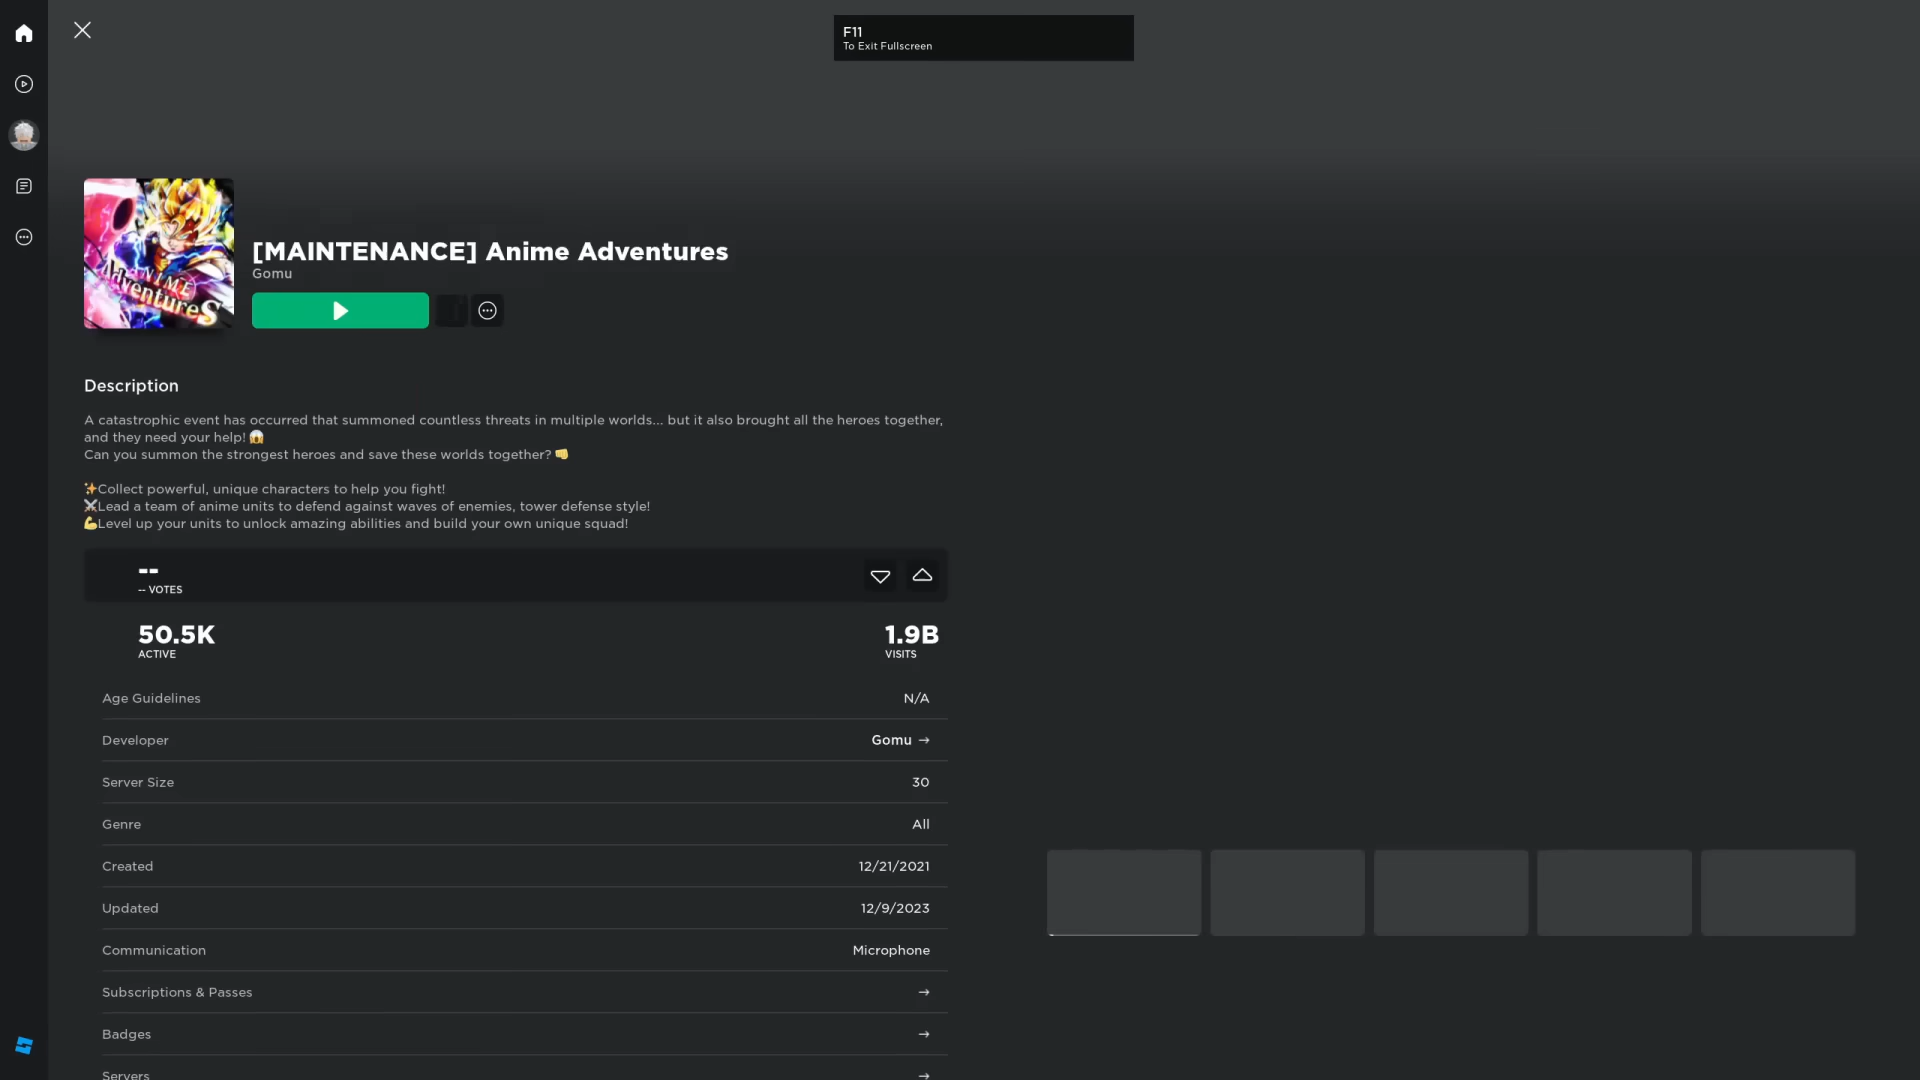 F11
To Exit Fullscreen
ANIME
AdventureS
[MAINTENANCE] Anime Adventures
Gomu
Description
A catastrophic event has occurred that summoned countless threats in multiple worlds... but it also brought all the heroes together,
and they need your help! 😱
Can you summon the strongest heroes and save these worlds together? 👊
✨Collect powerful, unique characters to help you fight!
⚔️Lead a team of anime units to defend against waves of enemies, tower defense style!
💪Level up your units to unlock amazing abilities and build your own unique squad!
--
-- VOTES
50.5K
ACTIVE
1.9B
VISITS
Age Guidelines N/A
Developer Gomu →
Server Size 30
Genre All
Created 12/21/2021
Updated 12/9/2023
Communication Microphone
Subscriptions & Passes →
Badges →
Servers →